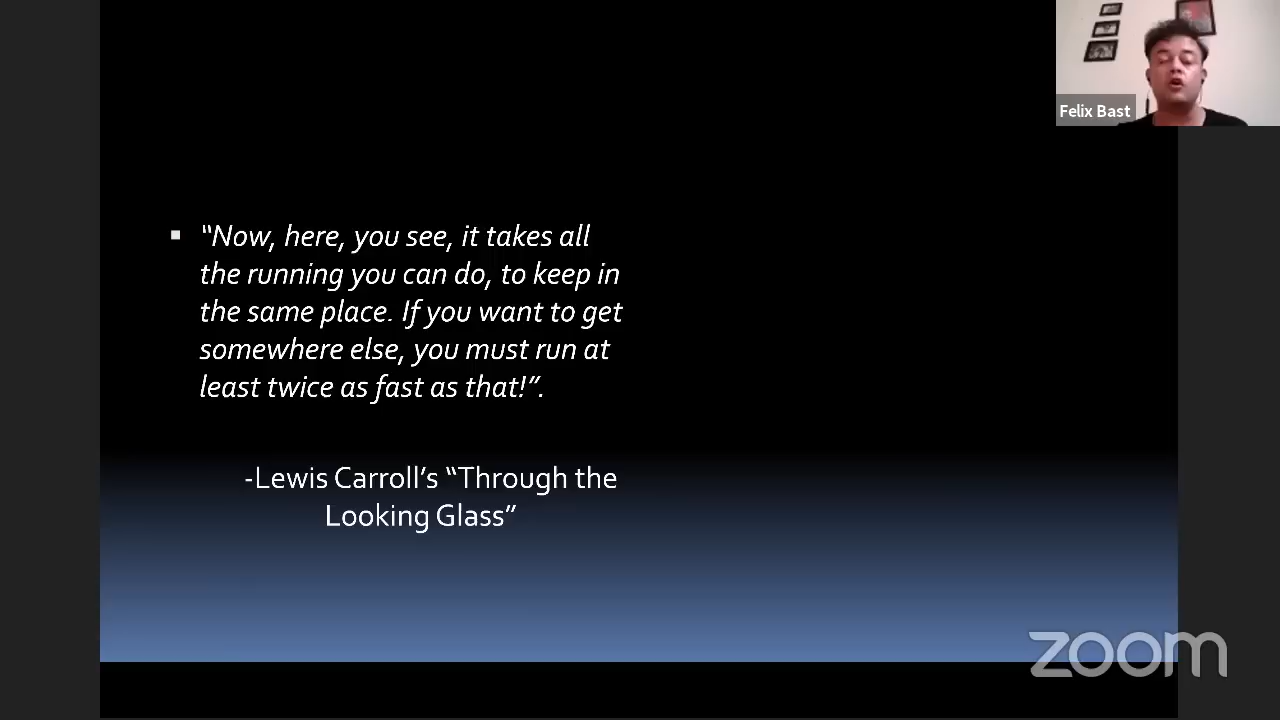 Felix Bast
“Now, here, you see, it takes all
the running you can do, to keep in
the same place. If you want to get
somewhere else, you must run at
least twice as fast as that!”.
-Lewis Carroll’s “Through the
Looking Glass”
zoom